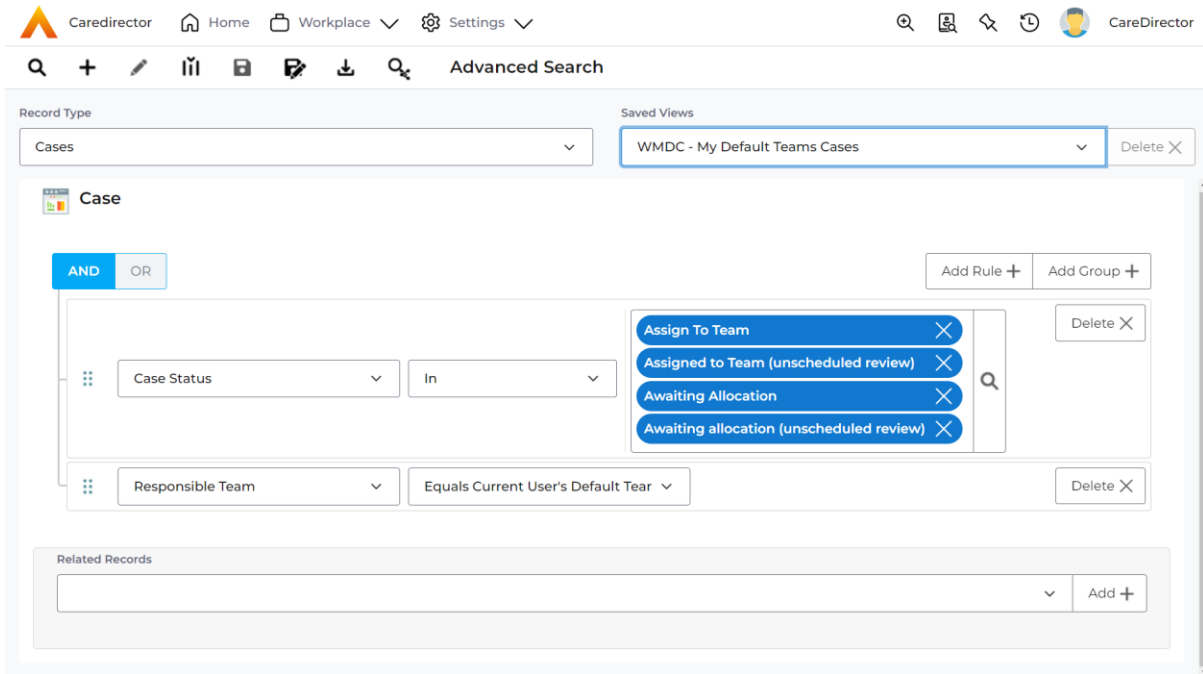 Caredirector Home Workplace Settings CareDirector
Advanced Search
Record Type Saved Views
Cases WMDC - My Default Teams Cases Delete
Case
AND OR Add Rule Add Group
Assign To Team Delete
Assigned to Team (unscheduled review)
Case Status In
Awaiting Allocation
Awaiting allocation (unscheduled review)
Responsible Team Equals Current User's Default Tear Delete
Related Records
Add